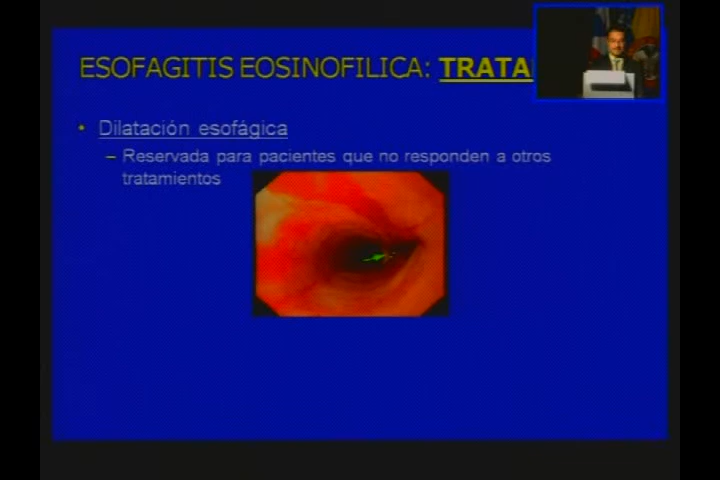 ESOFAGITIS EOSINOFILICA: TRATA
• Dilatación esofágica
– Reservada para pacientes que no responden a otros
tratamientos